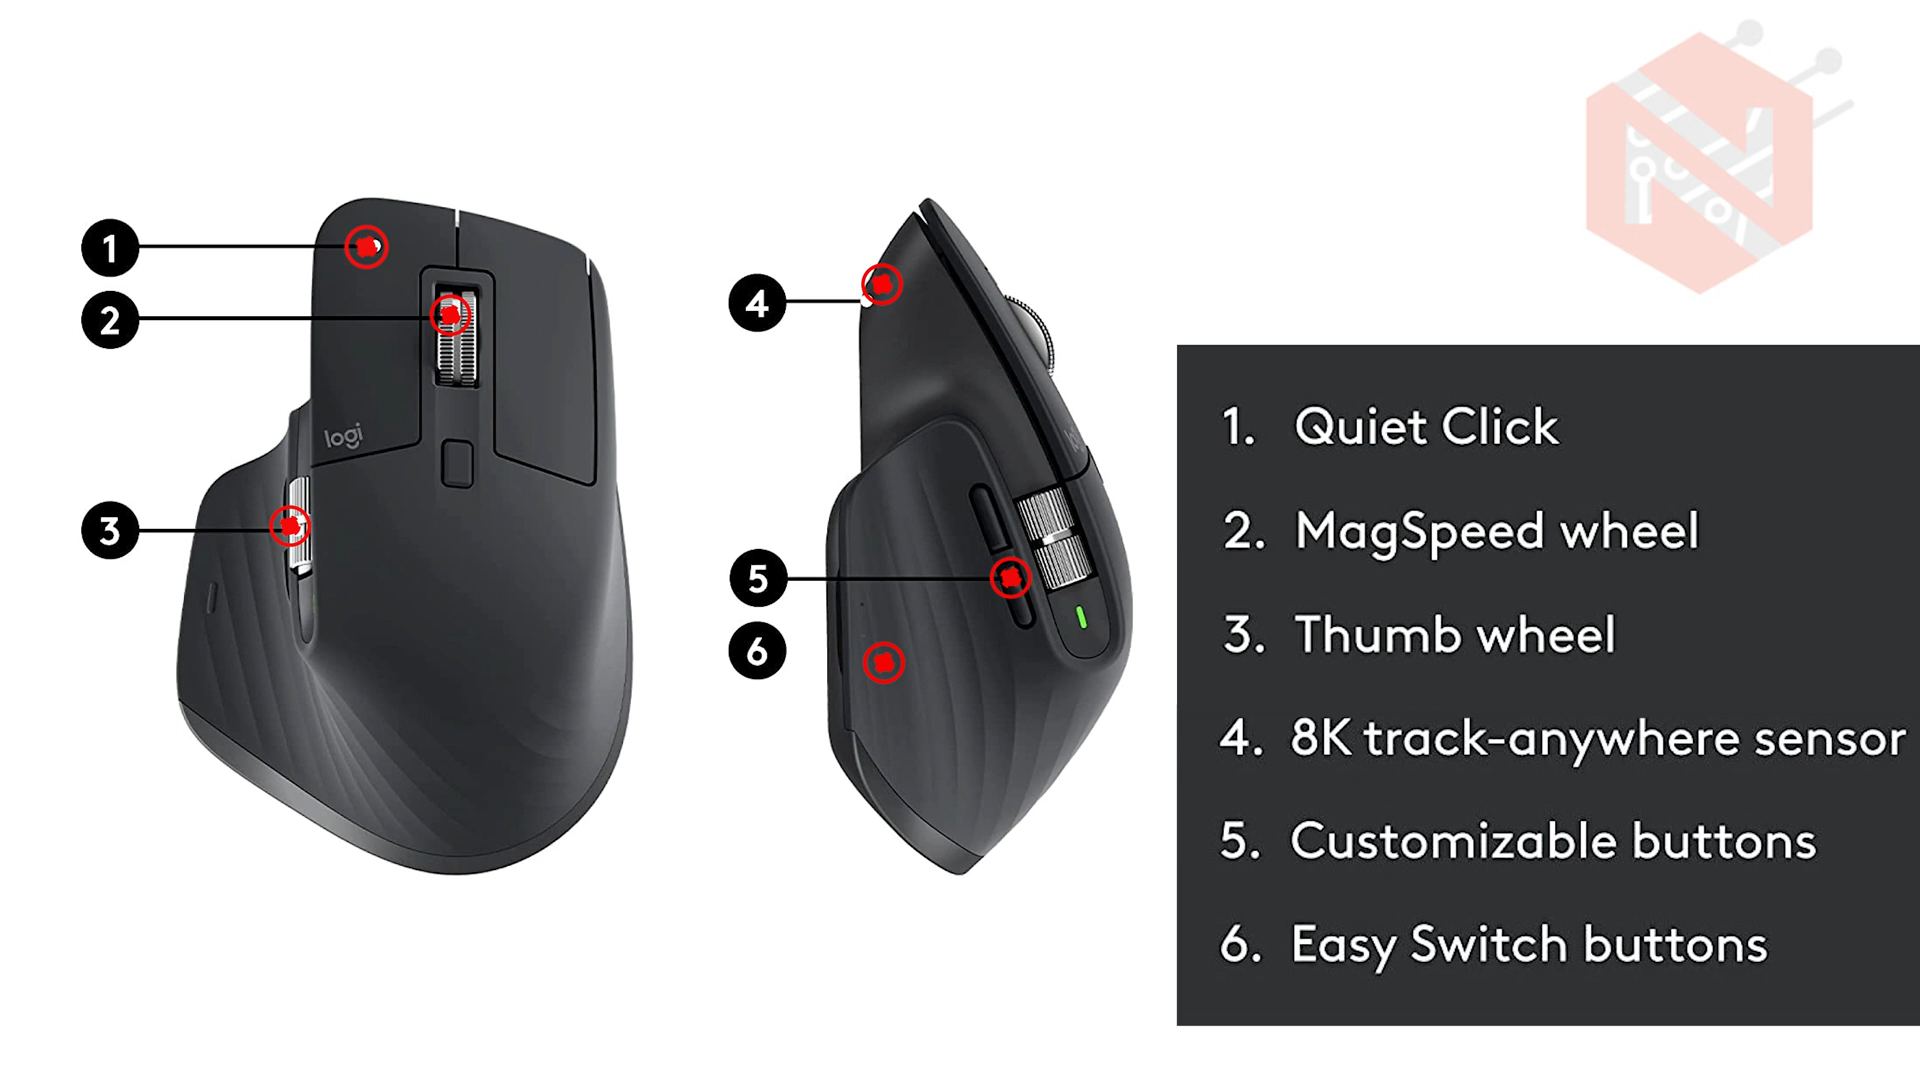 1
2
3
logi
4
5
6
1. Quiet Click
2. MagSpeed wheel
3. Thumb wheel
4. 8K track-anywhere sensor
5. Customizable buttons
6. Easy Switch buttons